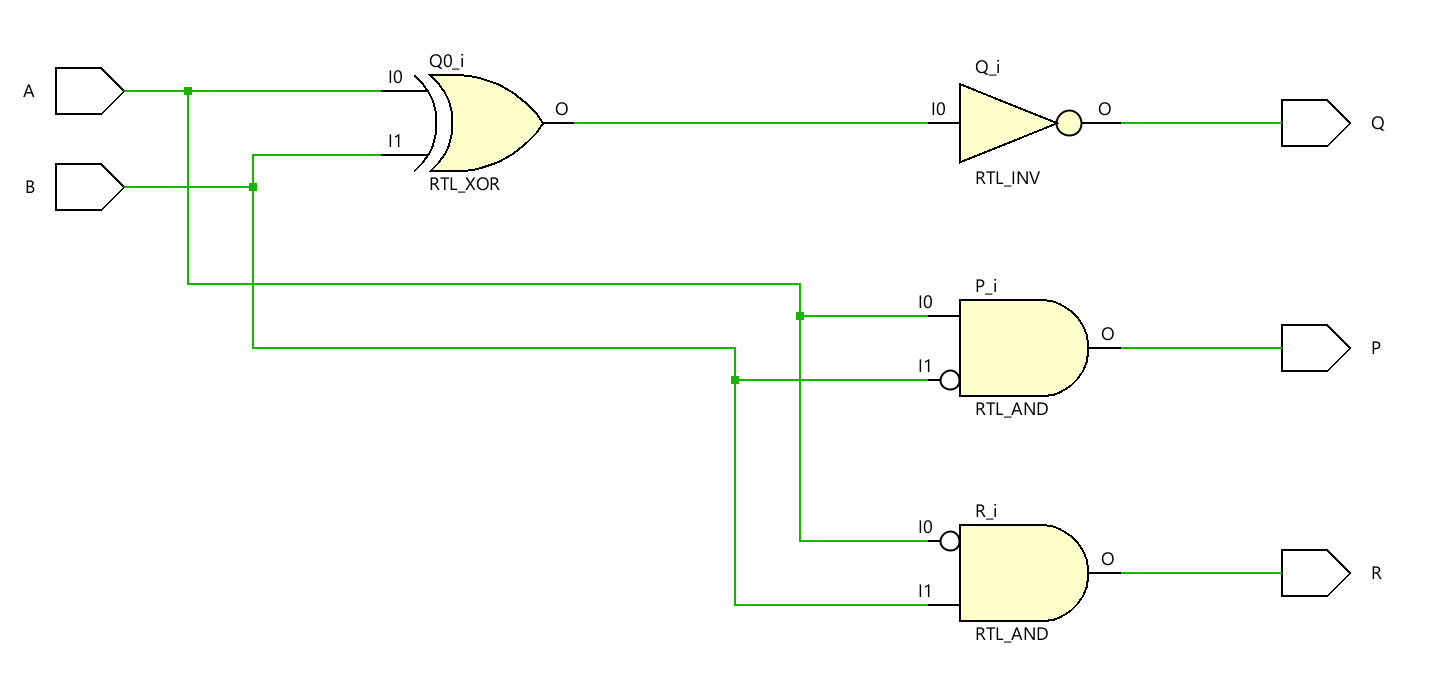 Q0_i
Q_i
A
I0
O
I0
O
Q
I1
B
RTL_XOR
RTL_INV
P_i
I0
O
P
I1
RTL_AND
R_i
I0
O
R
I1
RTL_AND